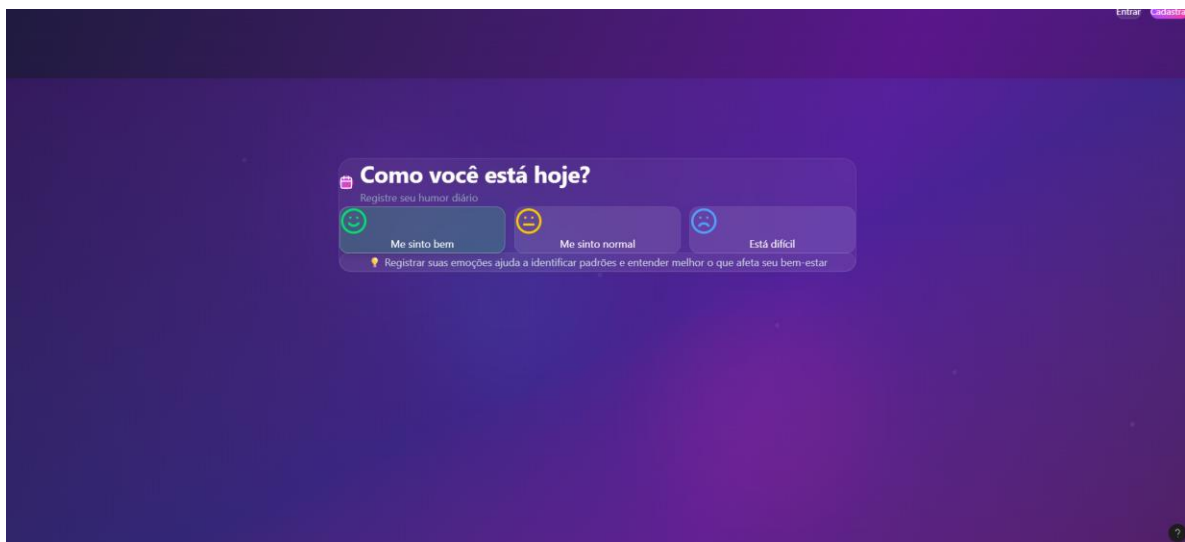 Entrar Cadastra
Como você está hoje?
Registre seu humor diário
Me sinto bem Me sinto normal Está difícil
Registrar suas emoções ajuda a identificar padrões e entender melhor o que afeta seu bem-estar
?